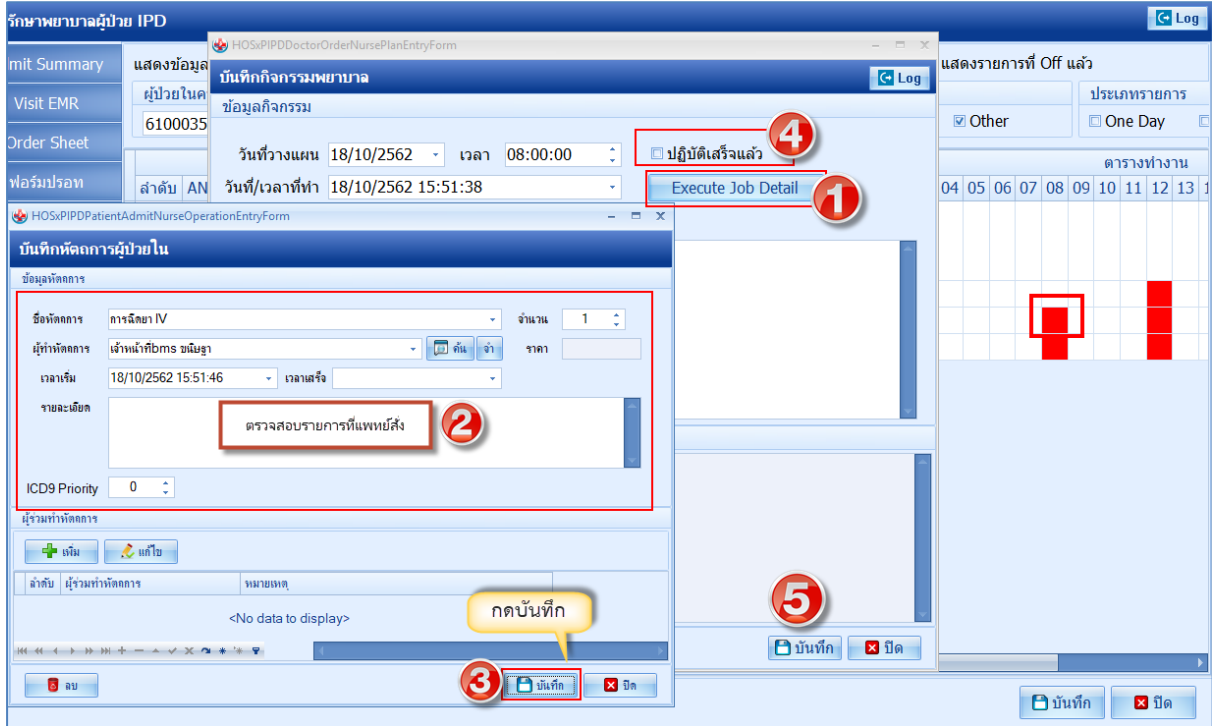 รักษาพยาบาลผู้ป่วย IPD
Log
mit Summary
Visit EMR
Order Sheet
ฟอร์มปรอท
แสดงข้อมูล
ผู้ป่วยในค
6100035
ลำดับ AN
HOSxPIPDDoctorOrderNursePlanEntryForm
บันทึกกิจกรรมพยาบาล
Log
ข้อมูลกิจกรรม
วันที่วางแผน 18/10/2562 เวลา 08:00:00
ปฏิบัติเสร็จแล้ว
4
วันที่/เวลาที่ทำ 18/10/2562 15:51:38
Execute Job Detail
1
แสดงรายการที่ Off แล้ว
ประเภทรายการ
Other
One Day
ตารางทำงาน
04 05 06 07 08 09 10 11 12 13
HOSxPIPDPatientAdmitNurseOperationEntryForm
บันทึกหัตถการผู้ป่วยใน
ข้อมูลหัตถการ
ชื่อหัตถการ การฉีดยา IV จำนวน 1
ผู้ทำหัตถการ เจ้าหน้าที่bms ขนิษฐา ค้น จำ ราคา
เวลาเริ่ม 18/10/2562 15:51:46 เวลาเสร็จ
รายละเอียด
ตรวจสอบรายการที่แพทย์สั่ง
2
ICD9 Priority 0
ผู้ร่วมทำหัตถการ
เพิ่ม แก้ไข
ลำดับ ผู้ร่วมทำหัตถการ หมายเหตุ
<No data to display>
กดบันทึก
5
บันทึก ปิด
ลบ
3
บันทึก ปิด
บันทึก ปิด